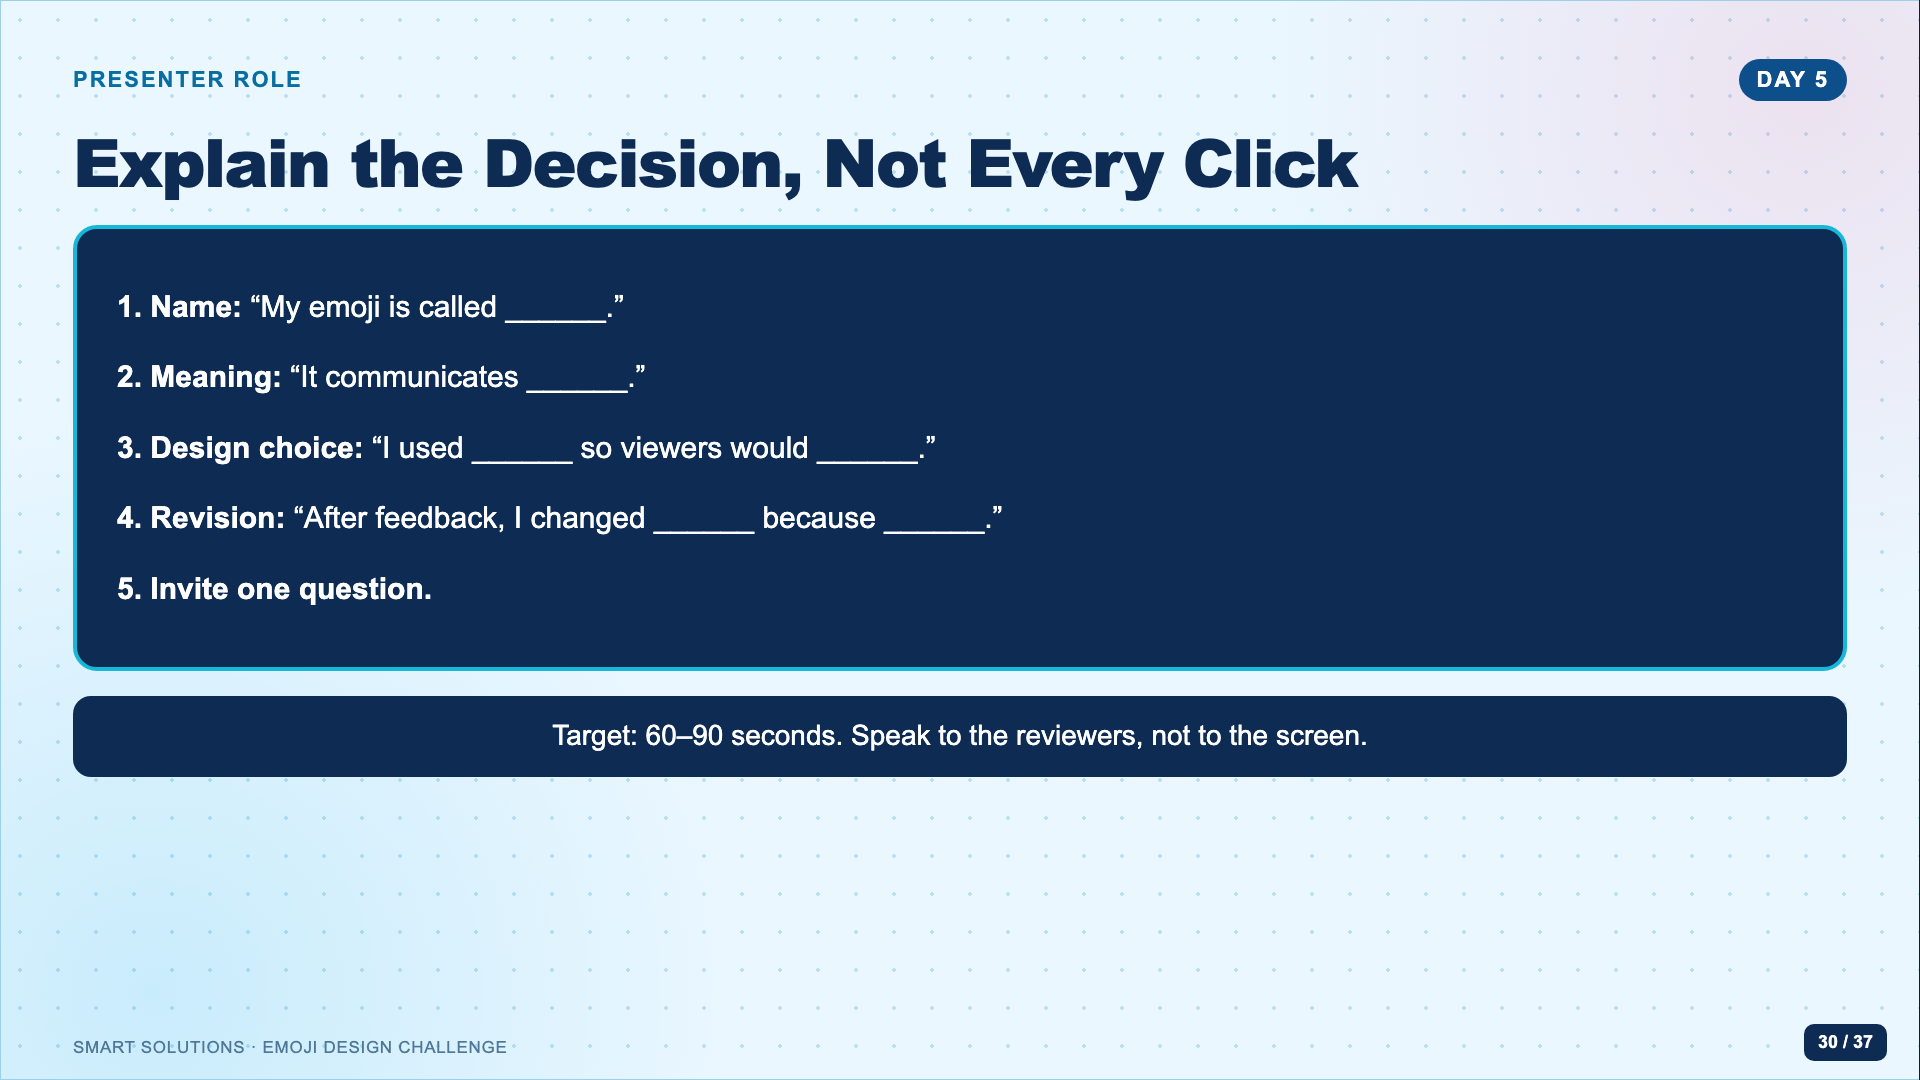 PRESENTER ROLE
DAY 5
Explain the Decision, Not Every Click
1. Name: “My emoji is called ______.”
2. Meaning: “It communicates ______.”
3. Design choice: “I used ______ so viewers would ______.”
4. Revision: “After feedback, I changed ______ because ______.”
5. Invite one question.
Target: 60–90 seconds. Speak to the reviewers, not to the screen.
SMART SOLUTIONS · EMOJI DESIGN CHALLENGE
30 / 37